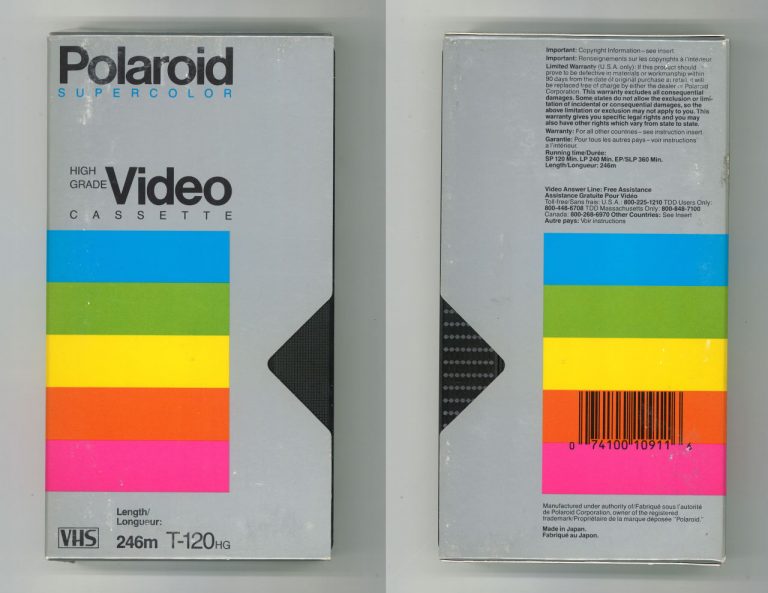 Polaroid
SUPERCOLOR
HIGH
GRADE Video
CASSETTE
Length/
Longueur:
VHS 246m T-120HG
Important: Copyright Information–see insert.
Important: Renseignements sur les copyrights à l'intérieur.
Limited Warranty (U.S.A. only): If this product should
prove to be defective in materials or workmanship within
90 days from the date of original purchase at retail, it will
be replaced free of charge by either the dealer or Polaroid
Corporation. This warranty excludes all consequential
damages. Some states do not allow the exclusion or limi-
tation of incidental or consequential damages, so the
above limitation or exclusion may not apply to you. This
warranty gives you specific legal rights and you may
also have other rights which vary from state to state.
Warranty: For all other countries–see instruction insert.
Garantie: Pour tous les autres pays–voir instructions
a l'intérieur.
Running time/Durée:
SP 120 Min. LP 240 Min. EP/SLP 360 Min.
Length/Longueur: 246m
Video Answer Line: Free Assistance
Assistance Gratuite Pour Vidéo
Toll-free/Sans frais: U.S.A.: 800-225-1210 TDD Users Only:
800-446-6708 TDD Massachusetts Only: 800-848-7100
Canada: 800-268-6970 Other Countries: See Insert
Autre pays: Voir instructions
0 74100 10911 6
Manufactured under authority of/Fabriqué sous l'autorité
de Polaroid Corporation, owner of the registered
trademark/Propriétaire de la marque déposée "Polaroid."
Made in Japan.
Fabriqué au Japon.